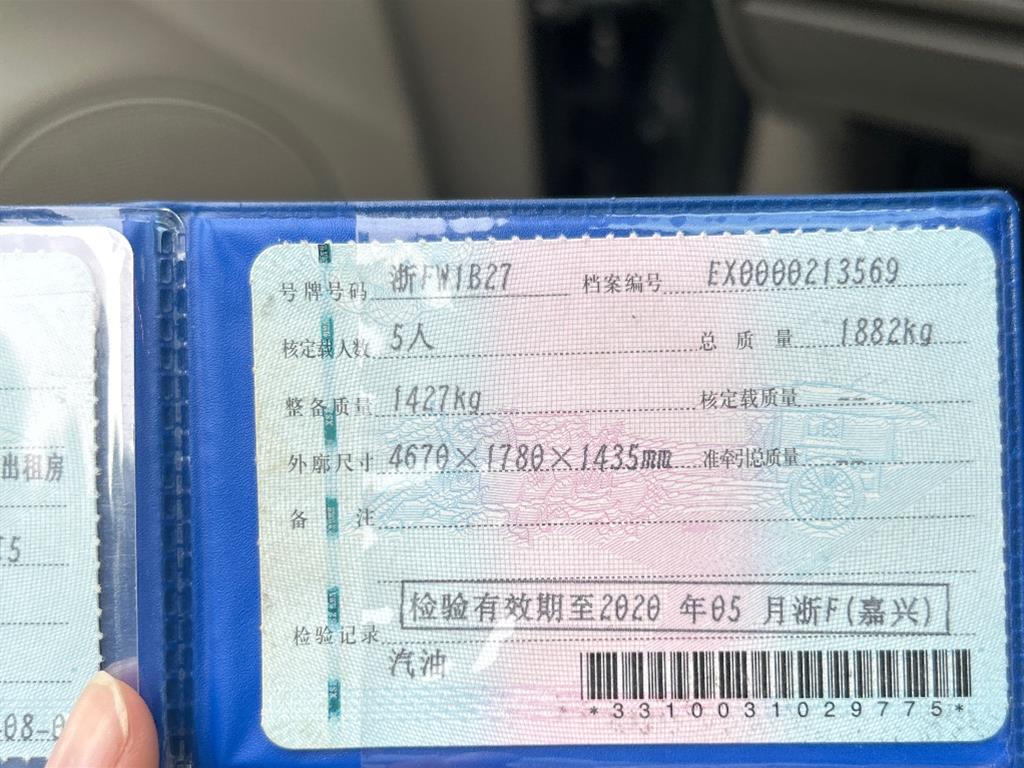 号牌号码 浙FW1B27 档案编号 EX0000213569
核定载人数 5人 总质量 1882kg
整备质量 1427kg 核定载质量 --
外廓尺寸 4670×1780×1435mm 准牵引总质量 --
备注
检验有效期至2020 年05 月浙F(嘉兴)
检验记录
汽油
*3310031029775*
出租房